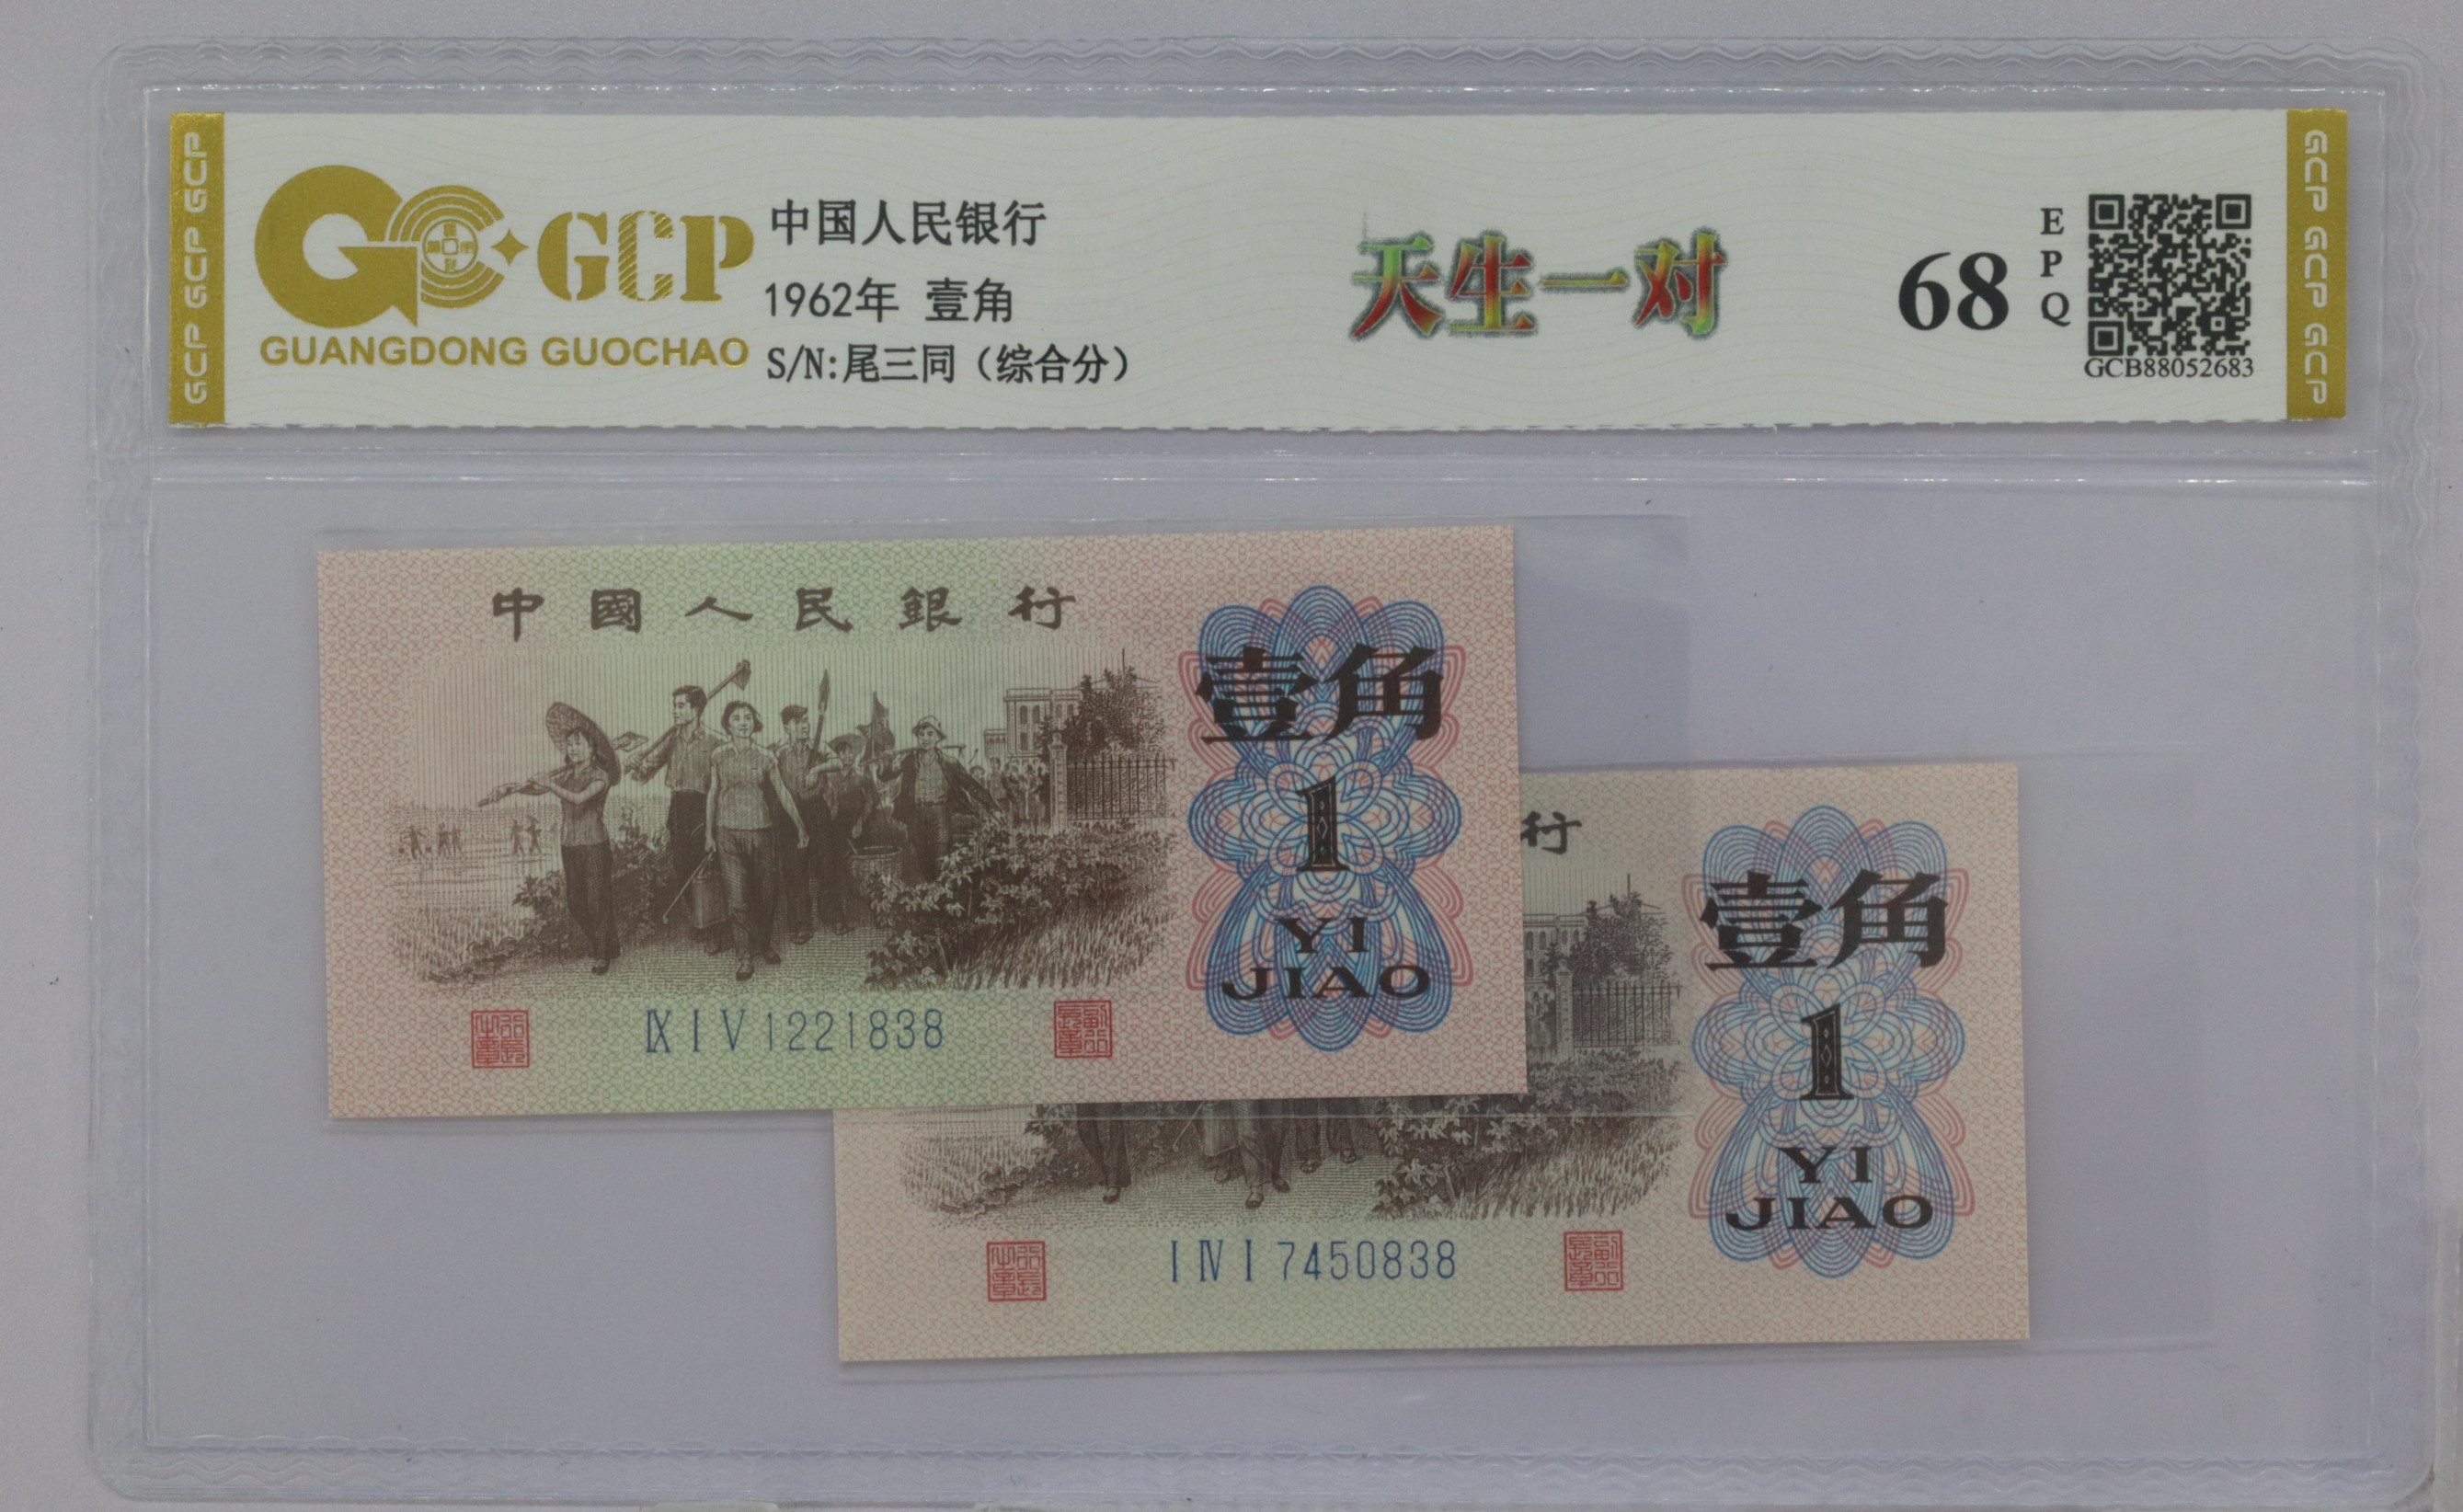 GCP GCP GCP
GCP
GUANGDONG GUOCHAO
中国人民银行
1962年 壹角
S/N:尾三同（综合分）
天生一对
68
EPQ
GCB88052683
GCP GCP GCP
中國人民銀行
壹角
1
YI
JIAO
ⅨⅠⅤ1221838
行
壹角
1
YI
JIAO
ⅠⅣⅠ7450838